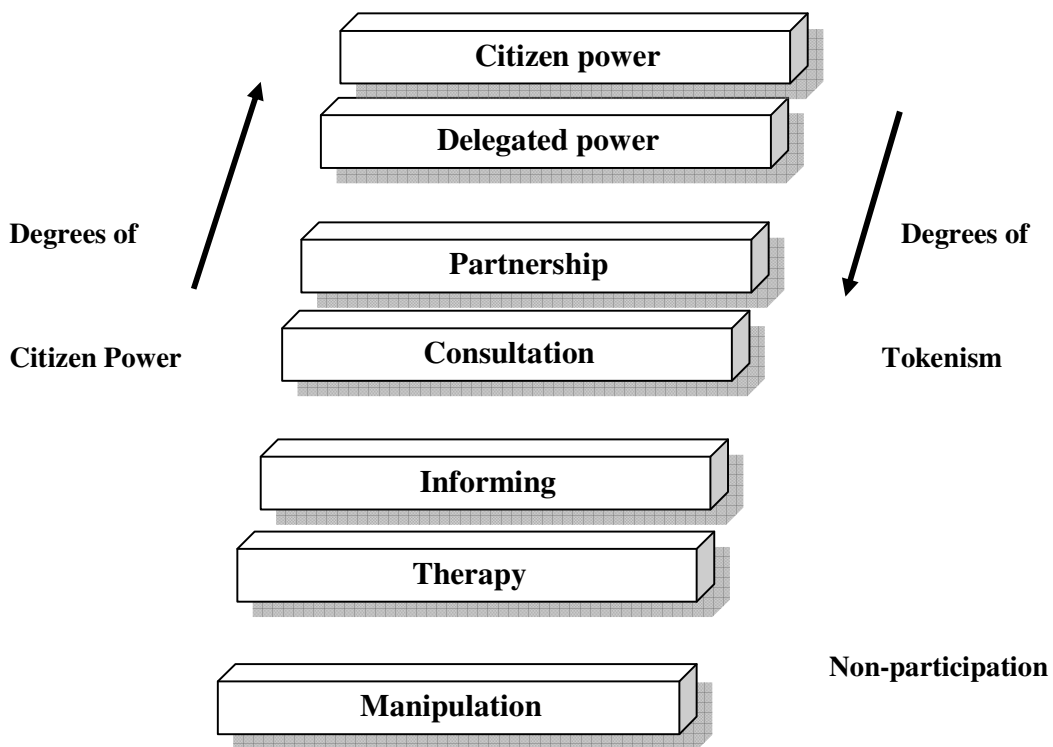 Citizen power
Delegated power
Degrees of
Degrees of
Partnership
Citizen Power
Consultation
Tokenism
Informing
Therapy
Non-participation
Manipulation